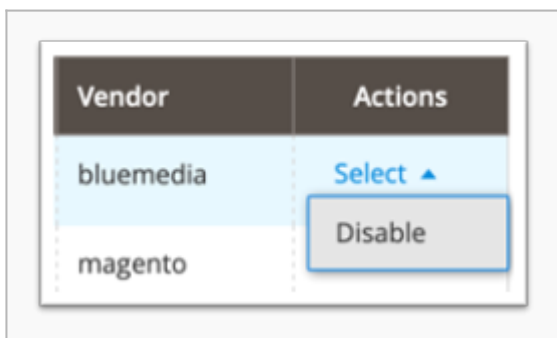 Vendor Actions
bluemedia Select ▲
Disable
magento